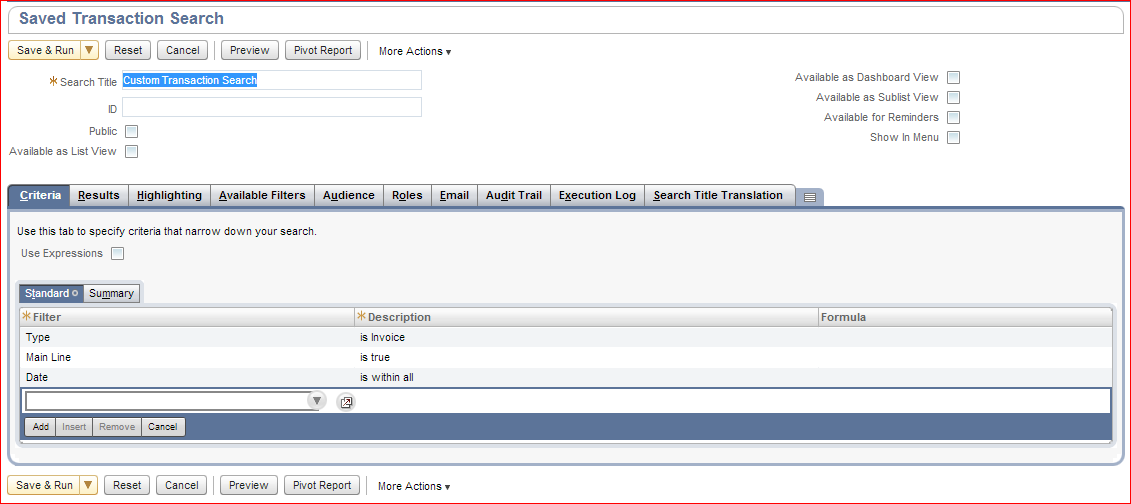 Saved Transaction Search
Save & Run Reset Cancel Preview Pivot Report More Actions
Search Title Custom Transaction Search
ID
Public
Available as List View
Available as Dashboard View
Available as Sublist View
Available for Reminders
Show In Menu
Criteria Results Highlighting Available Filters Audience Roles Email Audit Trail Execution Log Search Title Translation
Use this tab to specify criteria that narrow down your search.
Use Expressions
Standard Summary
Filter Description Formula
Type is Invoice
Main Line is true
Date is within all
Add Insert Remove Cancel
Save & Run Reset Cancel Preview Pivot Report More Actions